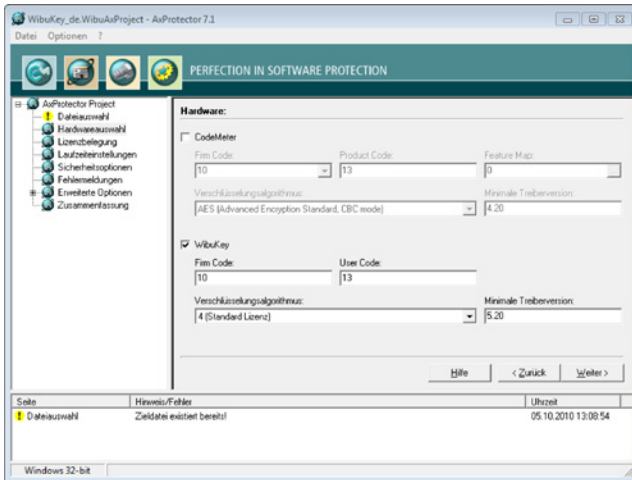 WibuKey_de.WibuAxProject - AxProtector 7.1
Datei Optionen ?
PERFECTION IN SOFTWARE PROTECTION
AxProtector Project
Dateiauswahl
Hardwareauswahl
Lizenzbelegung
Laufzeiteinstellungen
Sicherheitsoptionen
Fehlermeldungen
Erweiterte Optionen
Zusammenfassung
Hardware:
CodeMeter
Firm Code: Product Code: Feature Map:
10 13 0
Verschlüsselungsalgorithmus: Minimale Treiberversion:
AES (Advanced Encryption Standard, CBC mode) 4.20
WibuKey
Firm Code: User Code:
10 13
Verschlüsselungsalgorithmus: Minimale Treiberversion:
4 (Standard Lizenz) 5.20
Hilfe < Zurück Weiter >
Seite Hinweis/Fehler Uhrzeit
Dateiauswahl Zieldatei existiert bereits! 05.10.2010 13:08:54
Windows 32-bit